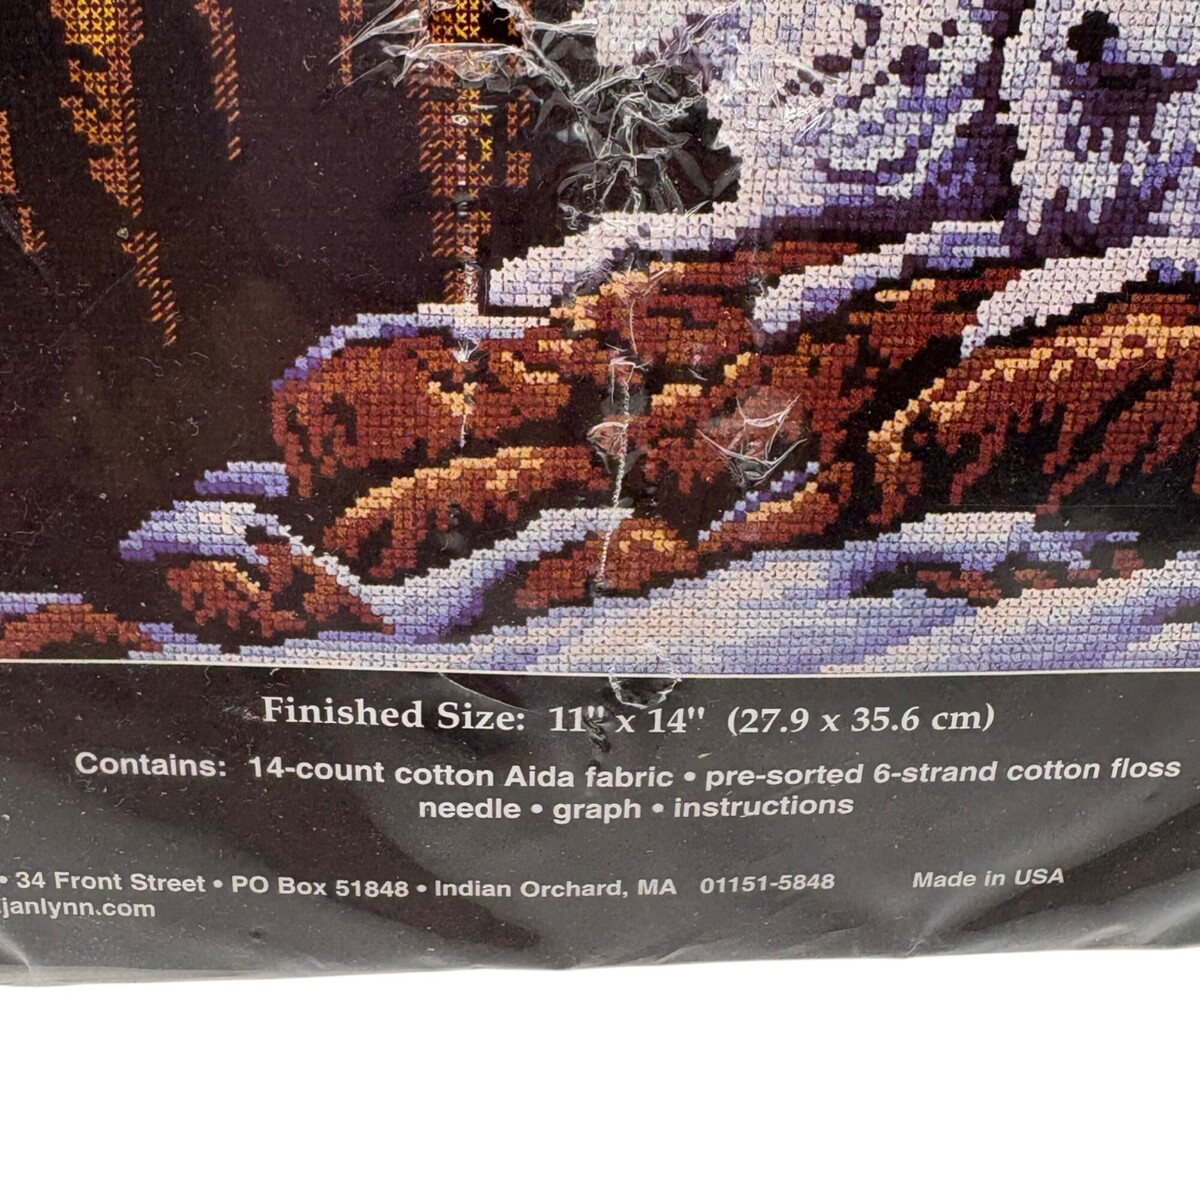 Finished Size: 11" x 14" (27.9 x 35.6 cm)
Contains: 14-count cotton Aida fabric • pre-sorted 6-strand cotton floss
needle • graph • instructions
• 34 Front Street • PO Box 51848 • Indian Orchard, MA 01151-5848 Made in USA
.janlynn.com